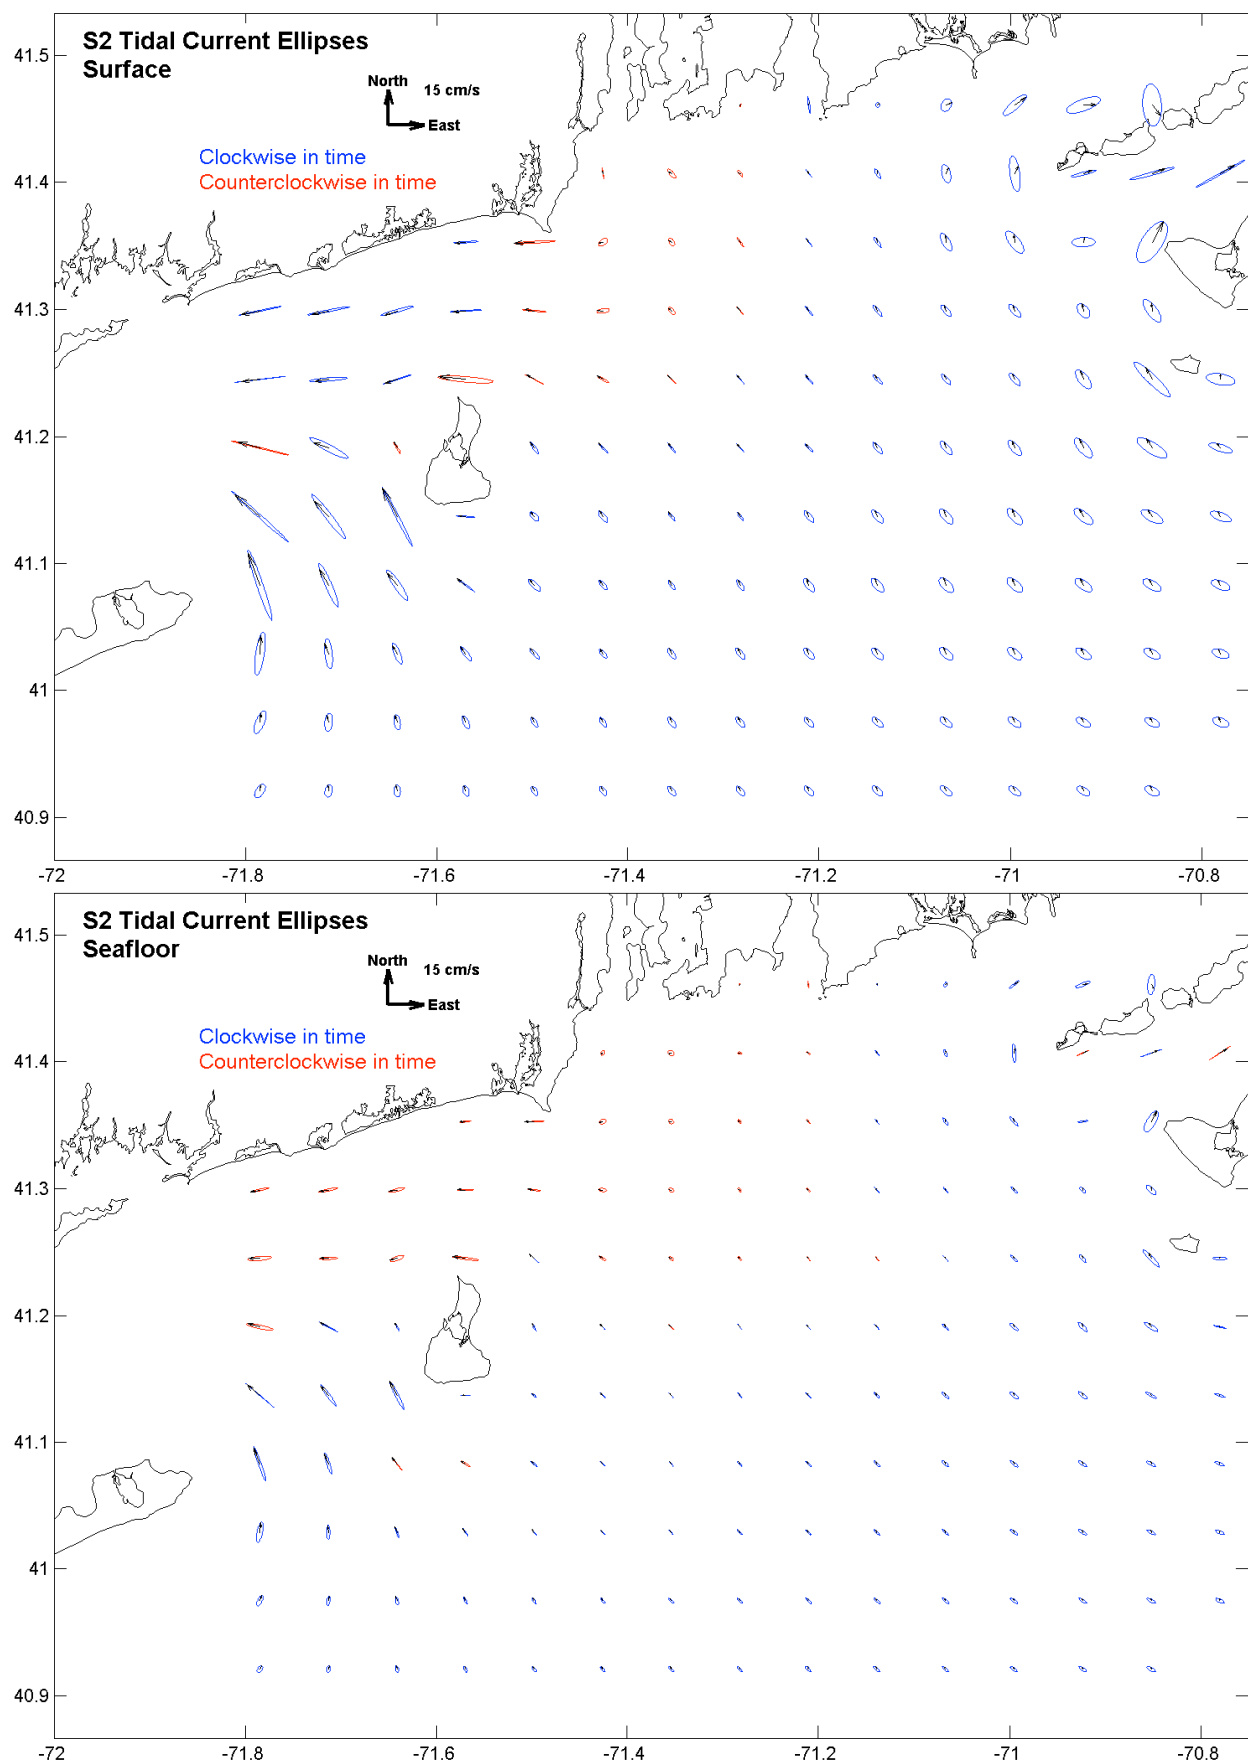 41.5
S2 Tidal Current Ellipses
Surface
North
15 cm/s
East
Clockwise in time
Counterclockwise in time
41.4
41.3
41.2
41.1
41
40.9
-72
-71.8
-71.6
-71.4
-71.2
-71
-70.8
S2 Tidal Current Ellipses
Seafloor
41.5
North
15 cm/s
East
Clockwise in time
Counterclockwise in time
41.4
41.3
41.2
41.1
41
40.9
-72
-71.8
-71.6
-71.4
-71.2
-71
-70.8